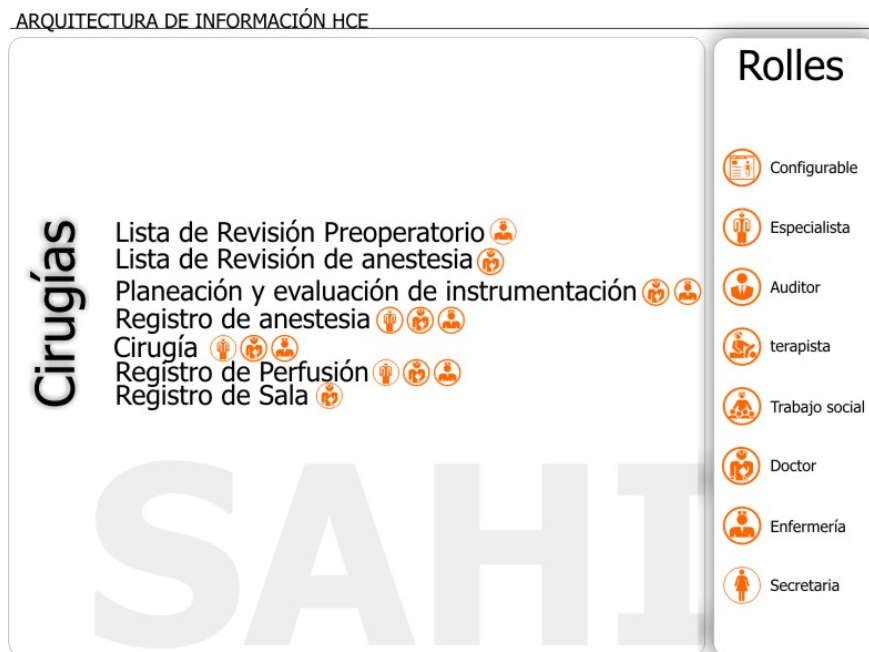 ARQUITECTURA DE INFORMACIÓN HCE
Cirugías
Lista de Revisión Preoperatorio
Lista de Revisión de anestesia
Planeación y evaluación de instrumentación
Registro de anestesia
Cirugía
Registro de Perfusión
Registro de Sala
SAHI
Rolles
Configurable
Especialista
Auditor
terapista
Trabajo social
Doctor
Enfermería
Secretaria